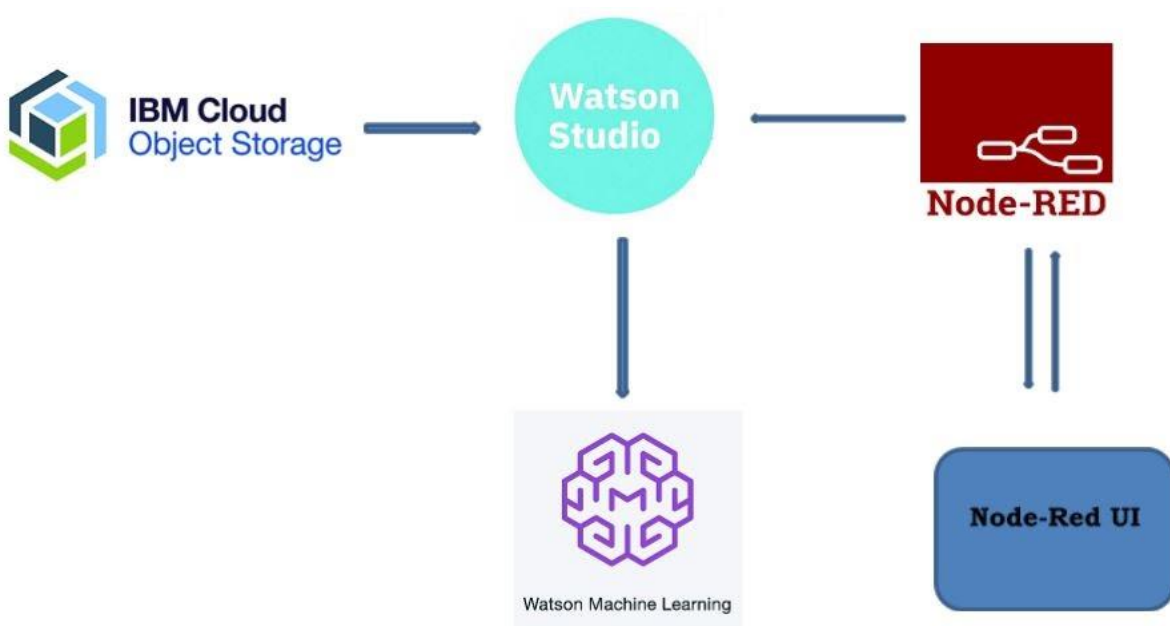 IBM Cloud
Object Storage
Watson
Studio
Node-RED
Watson Machine Learning
Node-Red UI